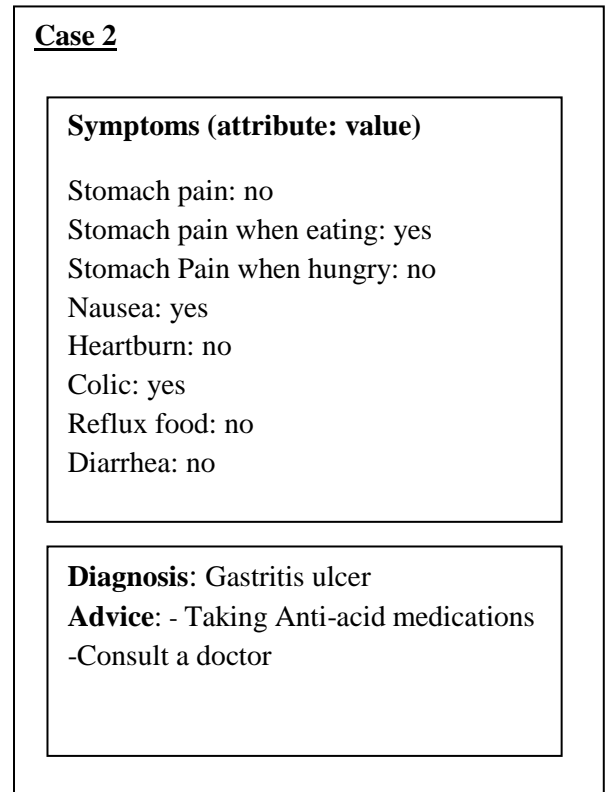 Case 2
Symptoms (attribute: value)
Stomach pain: no
Stomach pain when eating: yes
Stomach Pain when hungry: no
Nausea: yes
Heartburn: no
Colic: yes
Reflux food: no
Diarrhea: no
Diagnosis: Gastritis ulcer
Advice: - Taking Anti-acid medications
-Consult a doctor